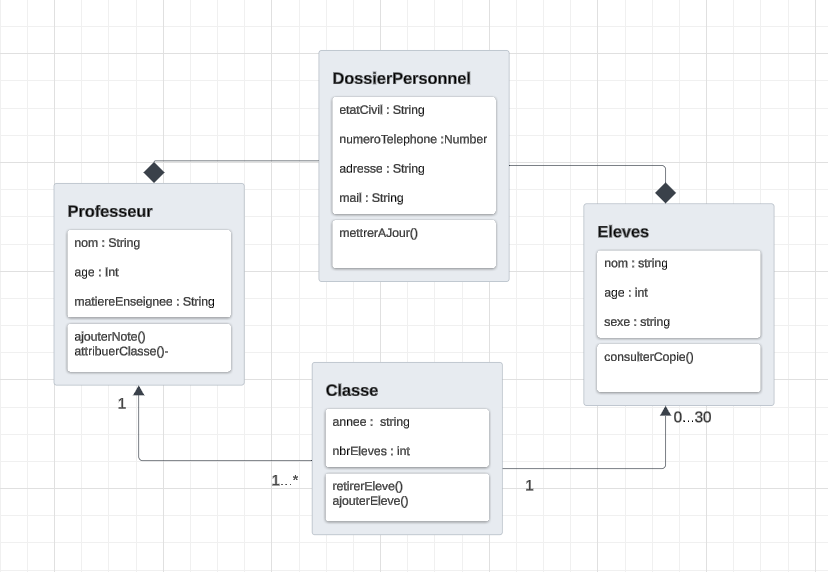 DossierPersonnel
etatCivil : String
numeroTelephone :Number
adresse : String
mail : String
mettrerAJour()
Professeur
nom : String
age : Int
matiereEnseignee : String
ajouterNote()
attribuerClasse()-
Eleves
nom : string
age : int
sexe : string
consulterCopie()
Classe
annee :  string
nbrEleves : int
retirerEleve()
ajouterEleve()
1
1...*
1
0...30